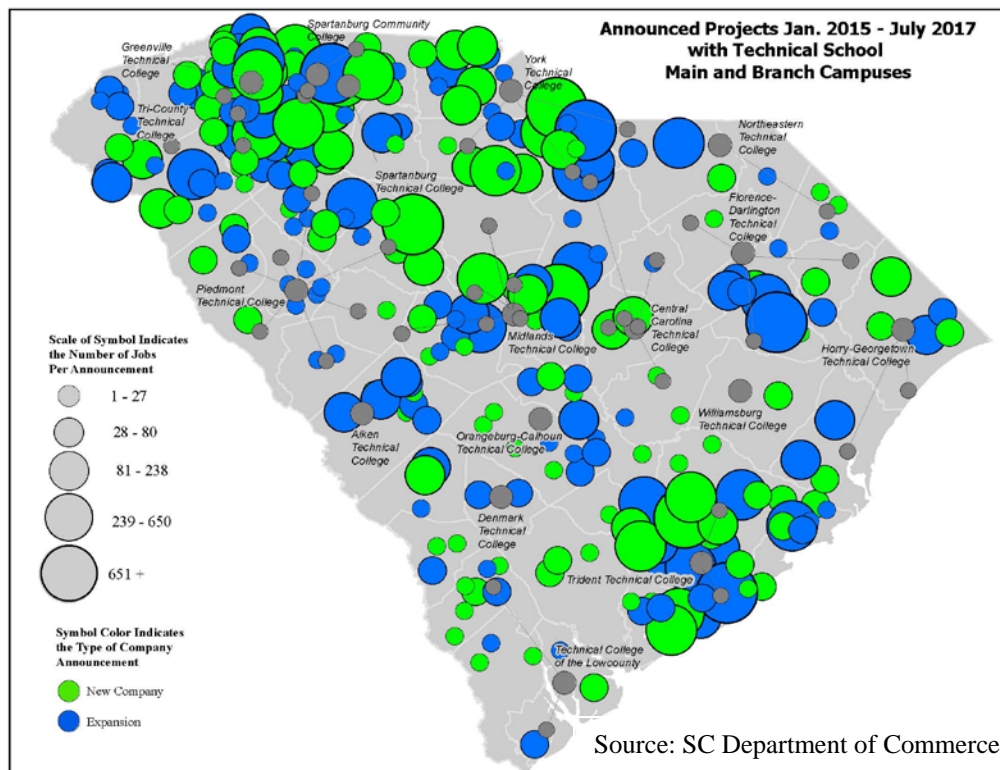 Announced Projects Jan. 2015 - July 2017
with Technical School
Main and Branch Campuses
Spartanburg Community
College
Greenville
Technical
College
York
Technical
College
Tri-County
Technical
College
Northeastern
Technical
College
Spartanburg
Technical College
Florence-
Darlington
Technical
College
Piedmont
Technical College
Midlands
Technical College
Central
Carolina
Technical
College
Horry-Georgetown
Technical College
Scale of Symbol Indicates
the Number of Jobs
Per Announcement
1 - 27
28 - 80
81 - 238
239 - 650
651 +
Aiken
Technical
College
Orangeburg-Calhoun
Technical College
Williamsburg
Technical
College
Denmark
Technical
College
Trident Technical College
Technical College
of the Lowcounty
Symbol Color Indicates
the Type of Company
Announcement
New Company
Expansion
Source: SC Department of Commerce